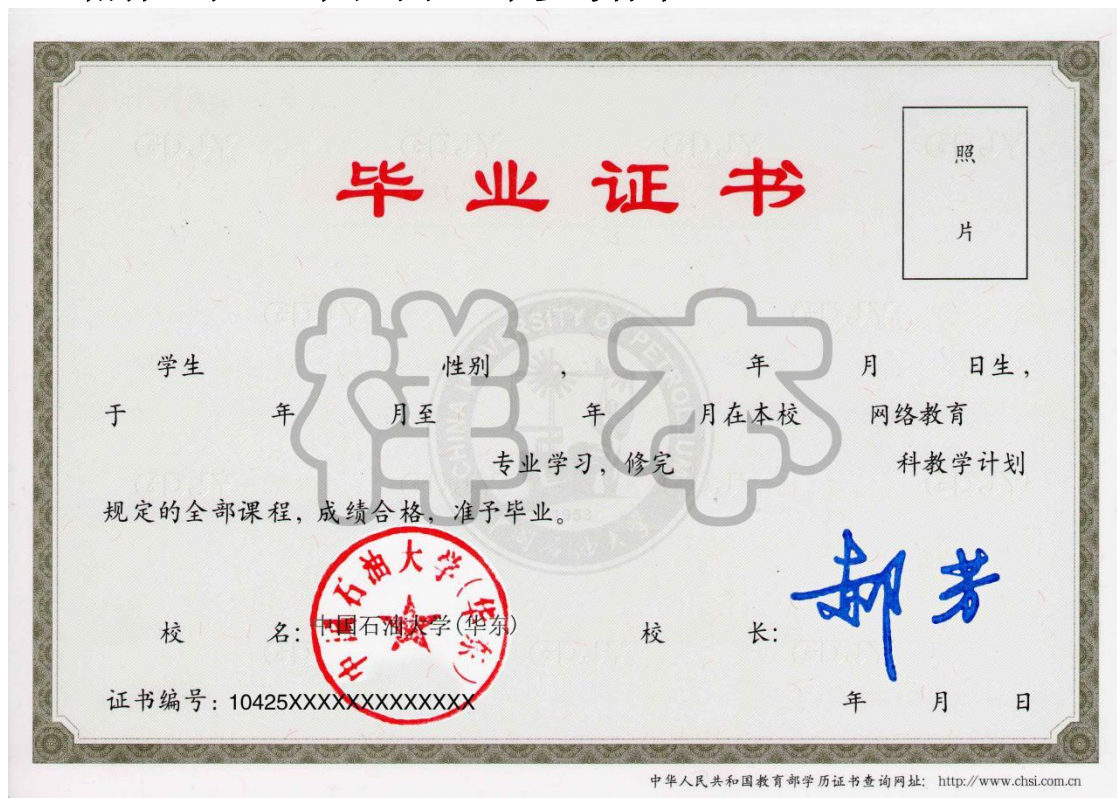 毕业证书
照
片
样本
学生 性别 , 年 月 日生,
于 年 月至 年 月在本校 网络教育
专业学习, 修完 科教学计划
规定的全部课程, 成绩合格, 准予毕业。
校 名: 中国石油大学(华东) 校 长: 郝芳
中国石油大学(华东)
证书编号: 10425XXXXXXXXXXXXX
年 月 日
中华人民共和国教育部学历证书查询网址: http://www.chsi.com.cn